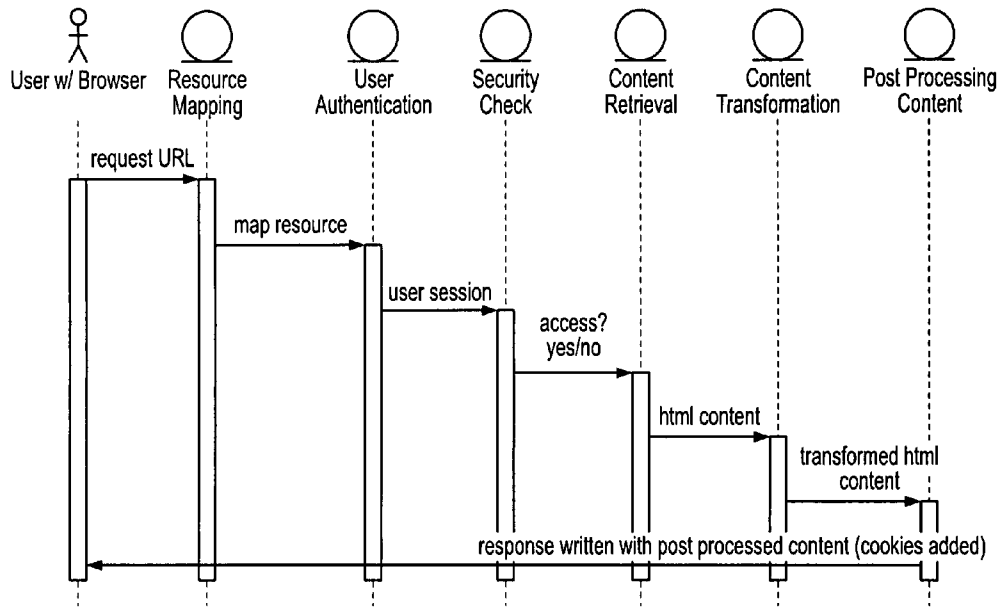 User w/ Browser
Resource
Mapping
User
Authentication
Security
Check
Content
Retrieval
Content
Transformation
Post Processing
Content
request URL
map resource
user session
access?
yes/no
html content
transformed html
content
response written with post processed content (cookies added)